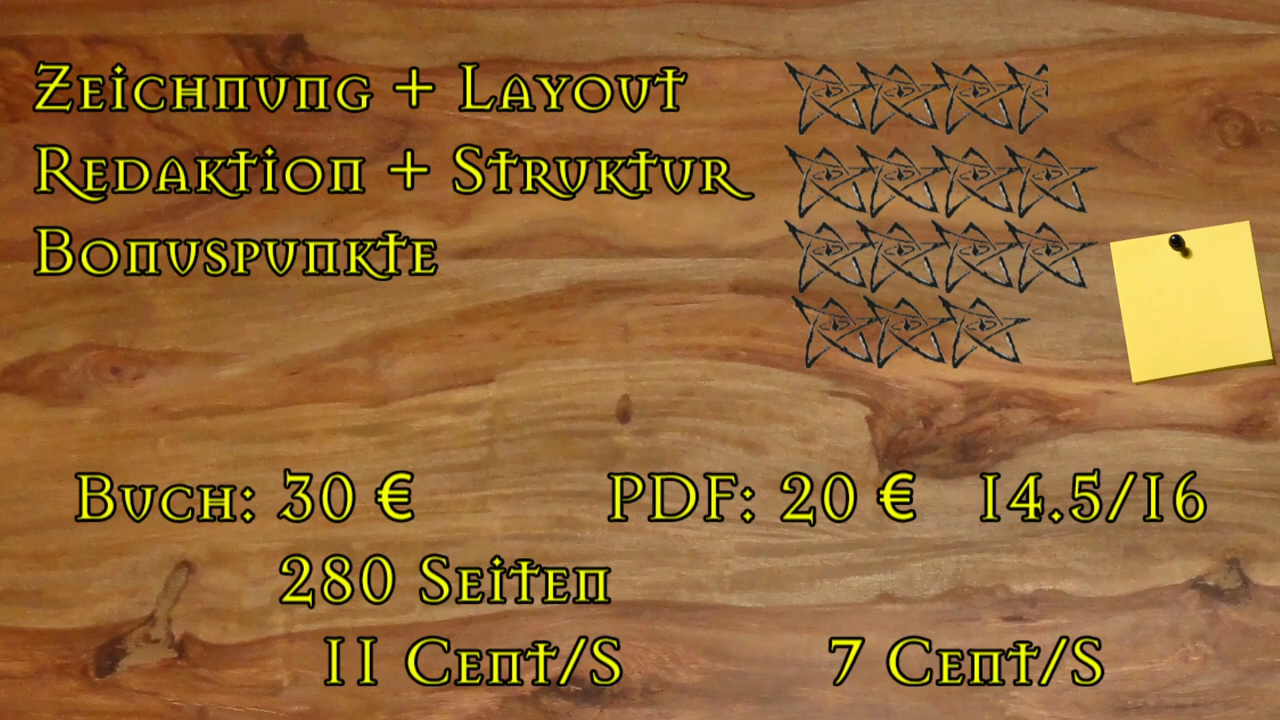 Zeichnung + Layout
Redaktion + Struktur
Bonuspunkte
Buch: 30 € PDF: 20 € 14.5/16
280 Seiten
11 Cent/S 7 Cent/S